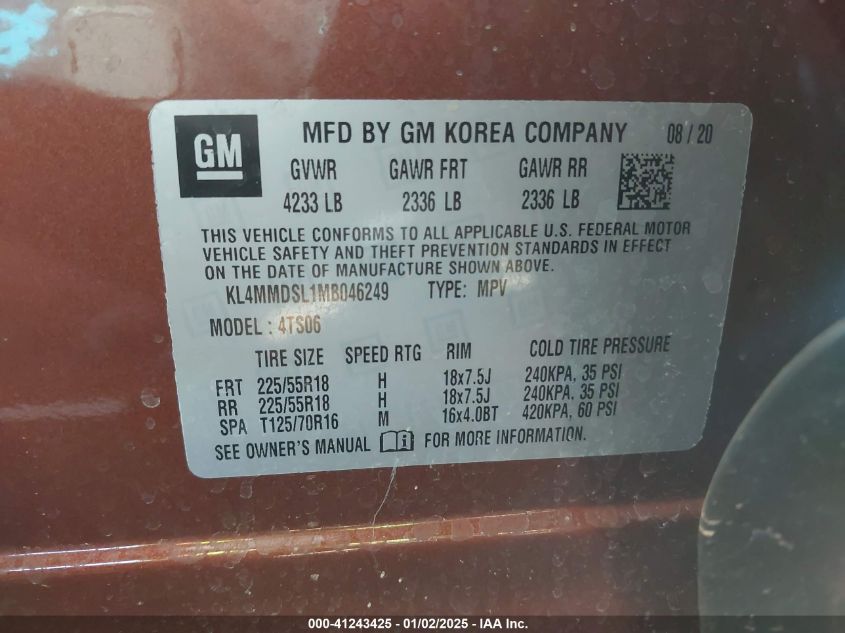 GM MFD BY GM KOREA COMPANY 08 / 20
GVWR GAWR FRT GAWR RR
4233 LB 2336 LB 2336 LB
THIS VEHICLE CONFORMS TO ALL APPLICABLE U.S. FEDERAL MOTOR
VEHICLE SAFETY AND THEFT PREVENTION STANDARDS IN EFFECT
ON THE DATE OF MANUFACTURE SHOWN ABOVE.
KL4MMDSL1MB046249 TYPE: MPV
MODEL : 4TS06
TIRE SIZE SPEED RTG RIM COLD TIRE PRESSURE
FRT 225/55R18 H 18x7.5J 240KPA, 35 PSI
RR 225/55R18 H 18x7.5J 240KPA, 35 PSI
SPA T125/70R16 M 16x4.0BT 420KPA, 60 PSI
SEE OWNER'S MANUAL FOR MORE INFORMATION.
000-41243425 - 01/02/2025 - IAA Inc.